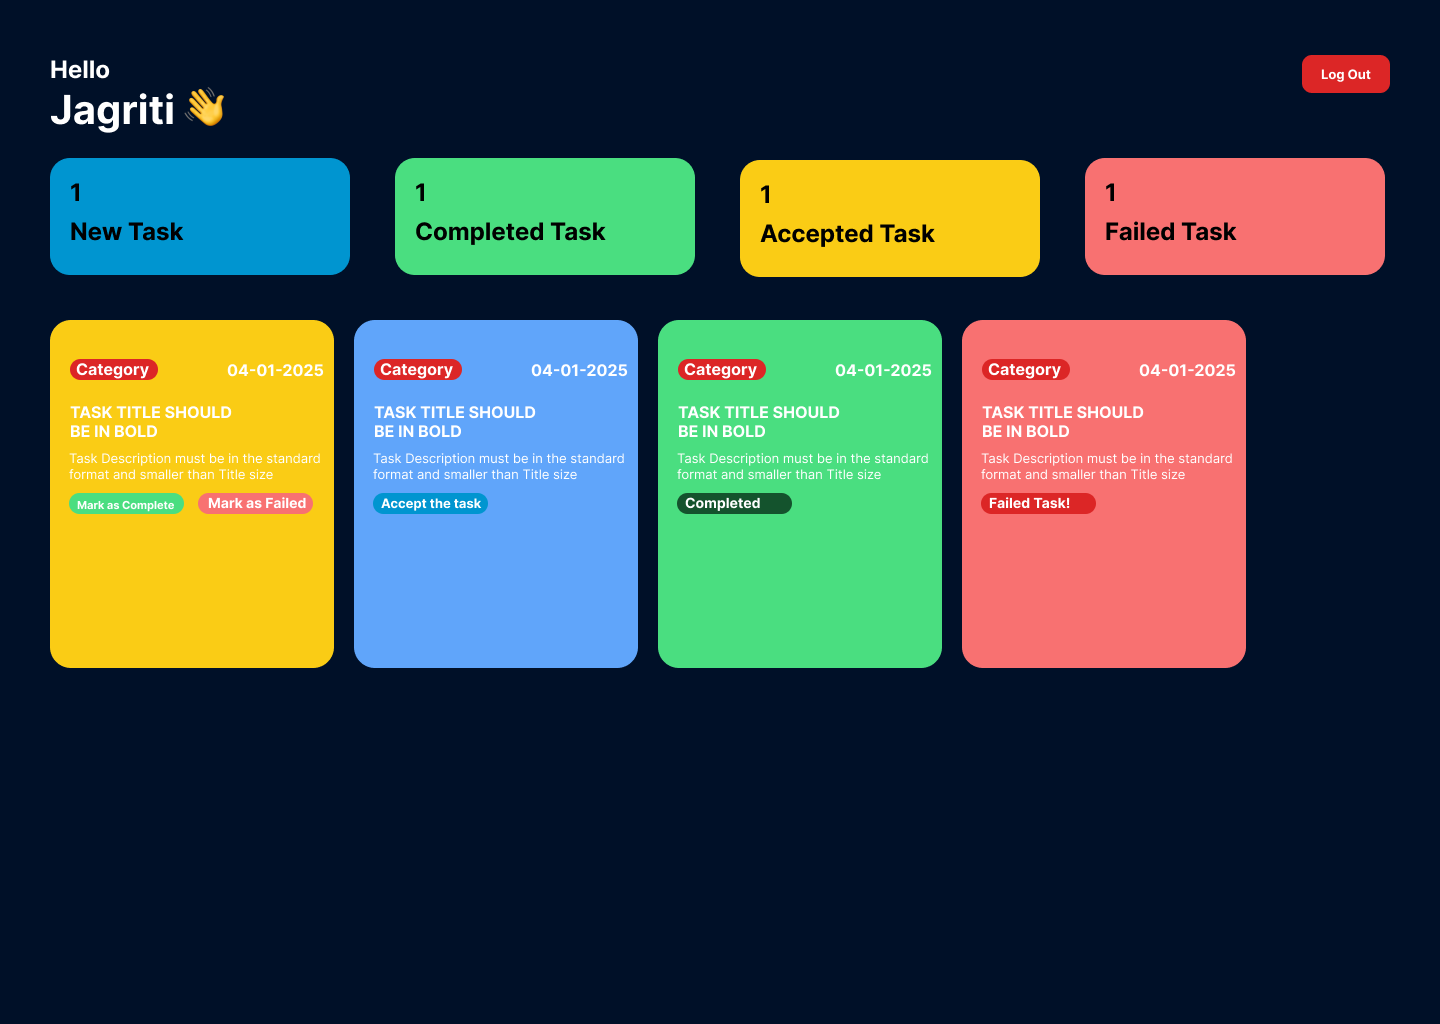 Hello
Jagriti 👋
Log Out
1
New Task
1
Completed Task
1
Accepted Task
1
Failed Task
Category 04-01-2025
TASK TITLE SHOULD
BE IN BOLD
Task Description must be in the standard
format and smaller than Title size
Mark as Complete Mark as Failed
Category 04-01-2025
TASK TITLE SHOULD
BE IN BOLD
Task Description must be in the standard
format and smaller than Title size
Accept the task
Category 04-01-2025
TASK TITLE SHOULD
BE IN BOLD
Task Description must be in the standard
format and smaller than Title size
Completed
Category 04-01-2025
TASK TITLE SHOULD
BE IN BOLD
Task Description must be in the standard
format and smaller than Title size
Failed Task!